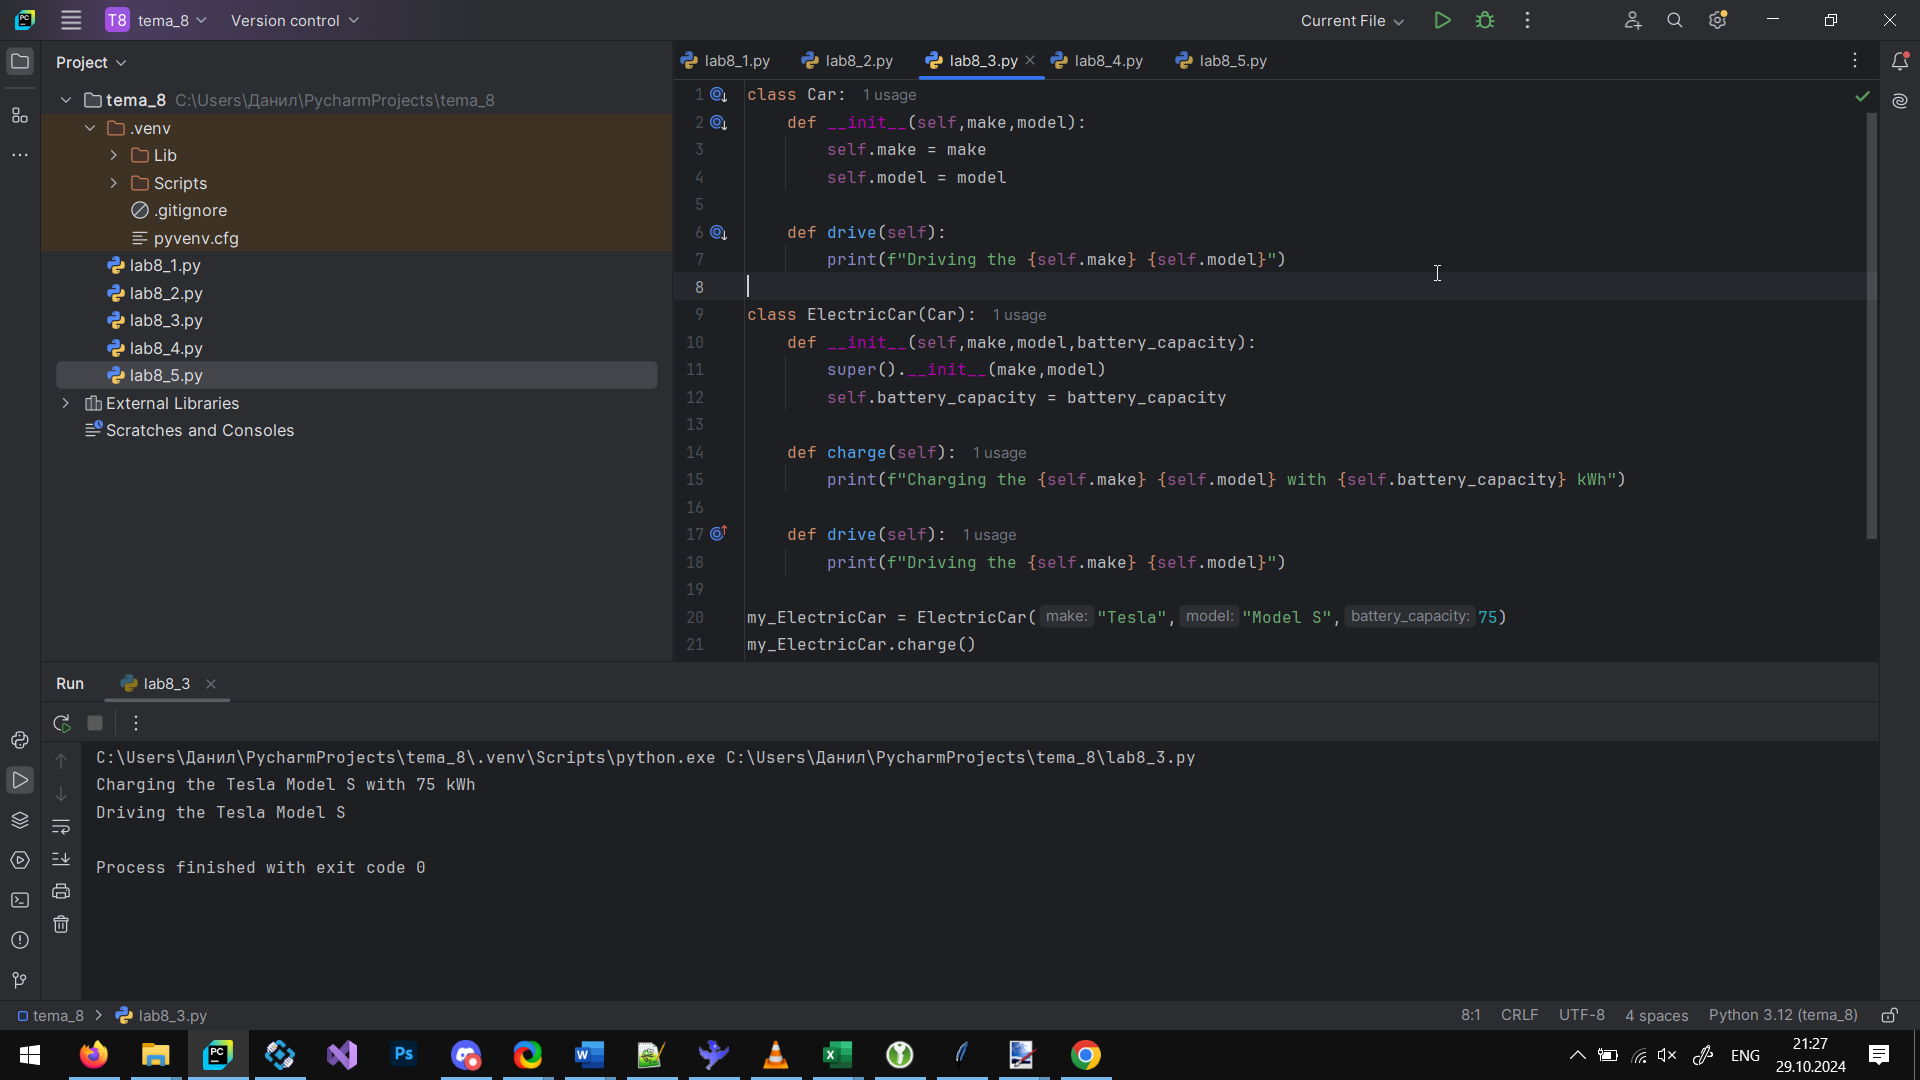 T8 tema_8 Version control Current File
Project
lab8_1.py lab8_2.py lab8_3.py lab8_4.py lab8_5.py
tema_8 C:\Users\Данил\PycharmProjects\tema_8
.venv
Lib
Scripts
.gitignore
pyvenv.cfg
lab8_1.py
lab8_2.py
lab8_3.py
lab8_4.py
lab8_5.py
External Libraries
Scratches and Consoles
1 class Car: 1 usage
2 def __init__(self,make,model):
3 self.make = make
4 self.model = model
5
6 def drive(self):
7 print(f"Driving the {self.make} {self.model}")
8
9 class ElectricCar(Car): 1 usage
10 def __init__(self,make,model,battery_capacity):
11 super().__init__(make,model)
12 self.battery_capacity = battery_capacity
13
14 def charge(self): 1 usage
15 print(f"Charging the {self.make} {self.model} with {self.battery_capacity} kWh")
16
17 def drive(self): 1 usage
18 print(f"Driving the {self.make} {self.model}")
19
20 my_ElectricCar = ElectricCar( make: "Tesla", model: "Model S", battery_capacity: 75)
21 my_ElectricCar.charge()
Run lab8_3
C:\Users\Данил\PycharmProjects\tema_8\.venv\Scripts\python.exe C:\Users\Данил\PycharmProjects\tema_8\lab8_3.py
Charging the Tesla Model S with 75 kWh
Driving the Tesla Model S
Process finished with exit code 0
tema_8 lab8_3.py 8:1 CRLF UTF-8 4 spaces Python 3.12 (tema_8)
PC
Ps
ENG
21:27
29.10.2024